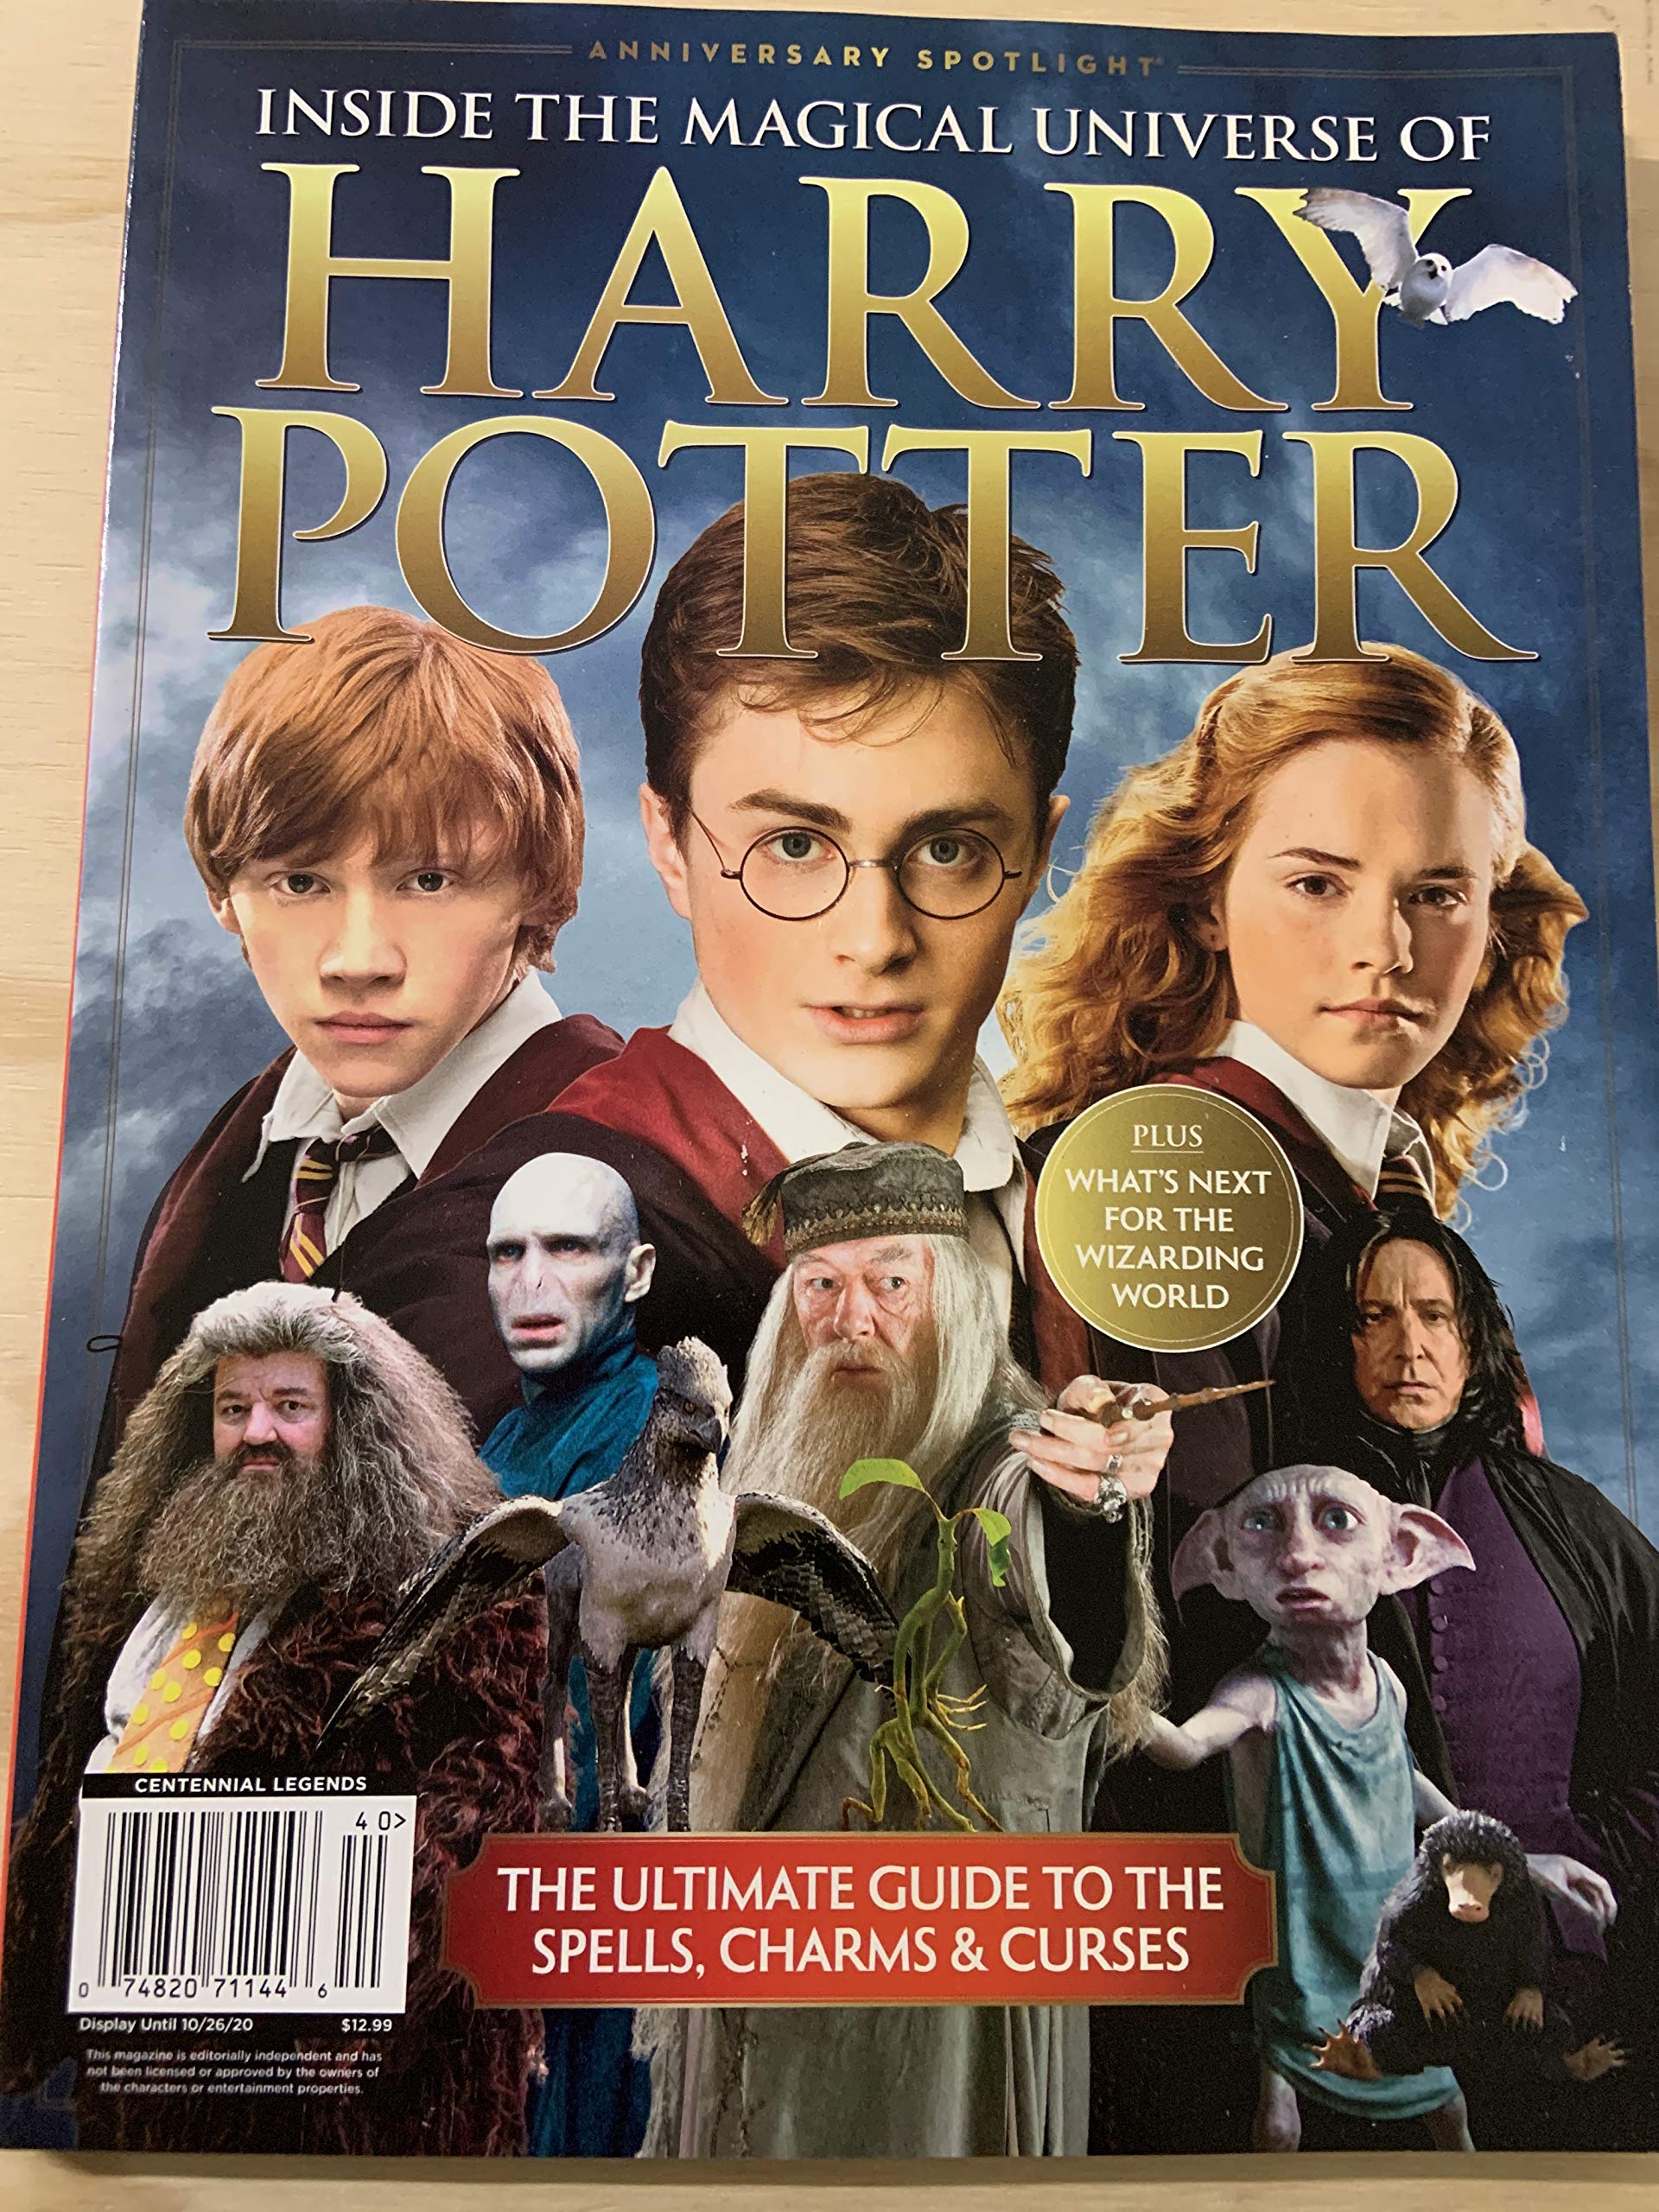 ANNIVERSARY SPOTLIGHT
INSIDE THE MAGICAL UNIVERSE OF
HARRY
POTTER
PLUS
WHAT'S NEXT
FOR THE
WIZARDING
WORLD
CENTENNIAL LEGENDS
40>
0 74820 71144 6
Display Until 10/26/20 $12.99
This magazine is editorially independent and has
not been licensed or approved by the owners of
the characters or entertainment properties.
THE ULTIMATE GUIDE TO THE
SPELLS, CHARMS & CURSES